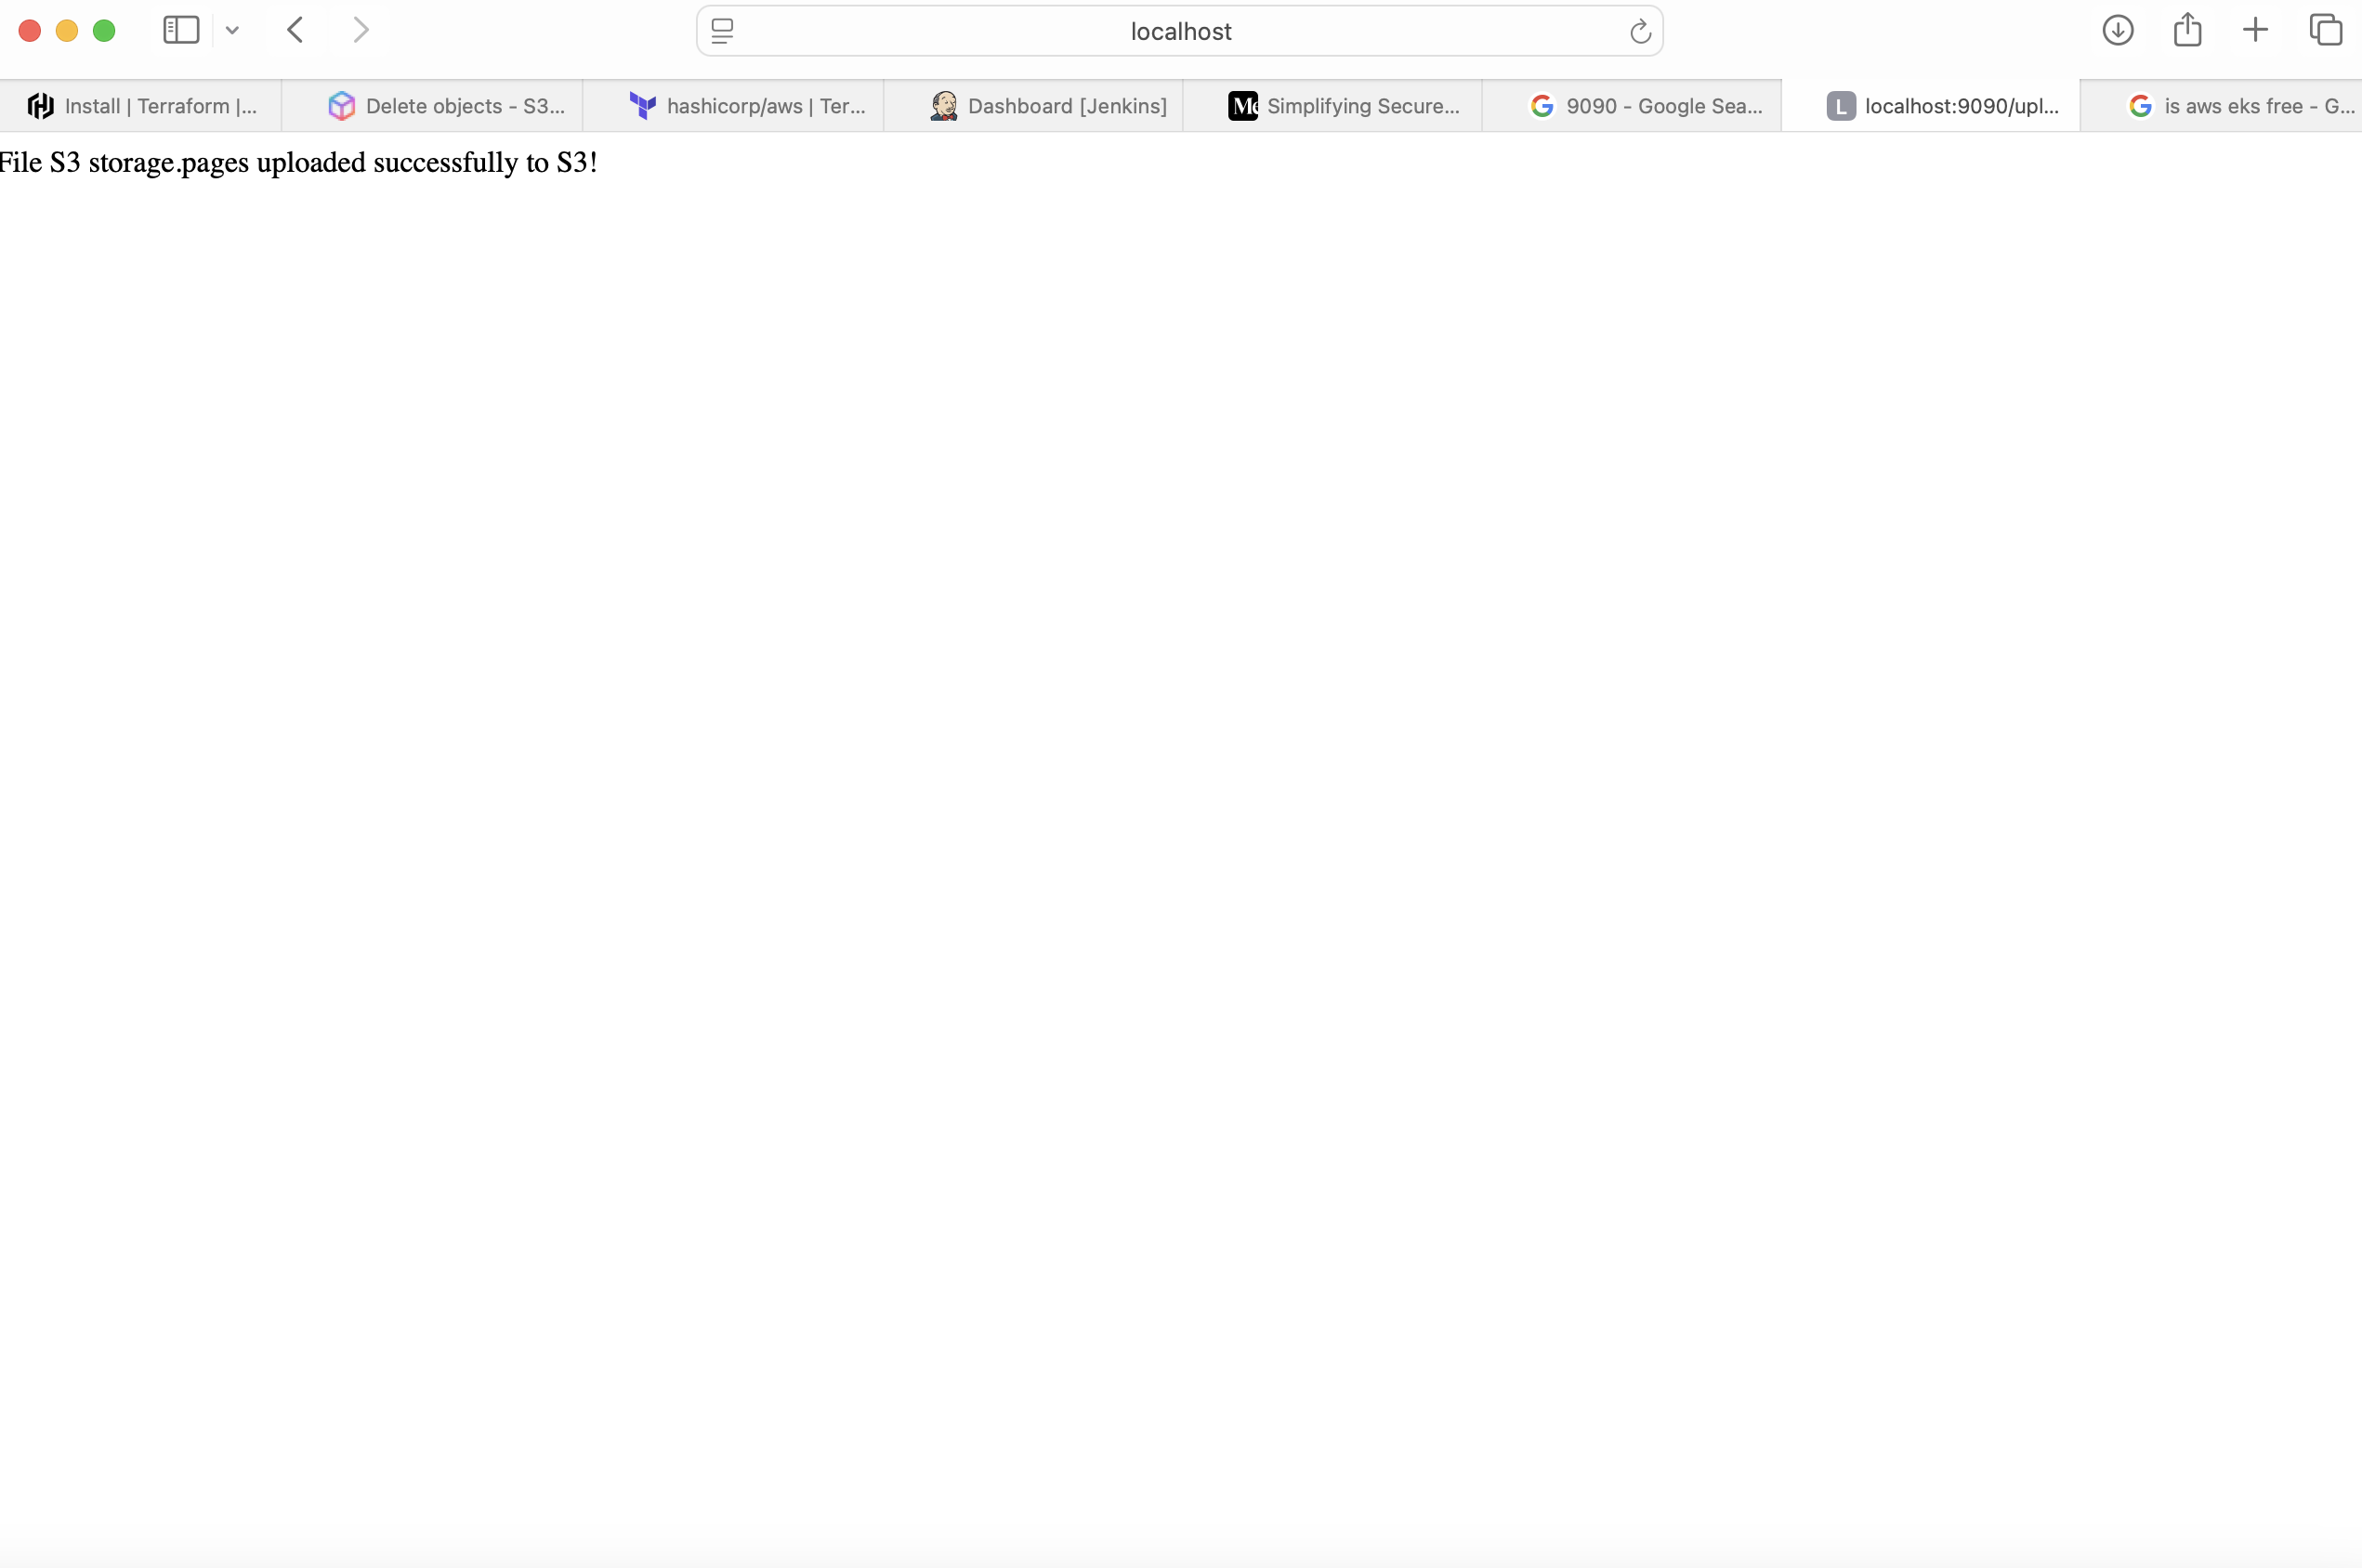 localhost
Install | Terraform |...
Delete objects - S3...
hashicorp/aws | Ter...
Dashboard [Jenkins]
Simplifying Secure...
9090 - Google Sea...
L
localhost:9090/upl...
is aws eks free - G...
File S3 storage.pages uploaded successfully to S3!